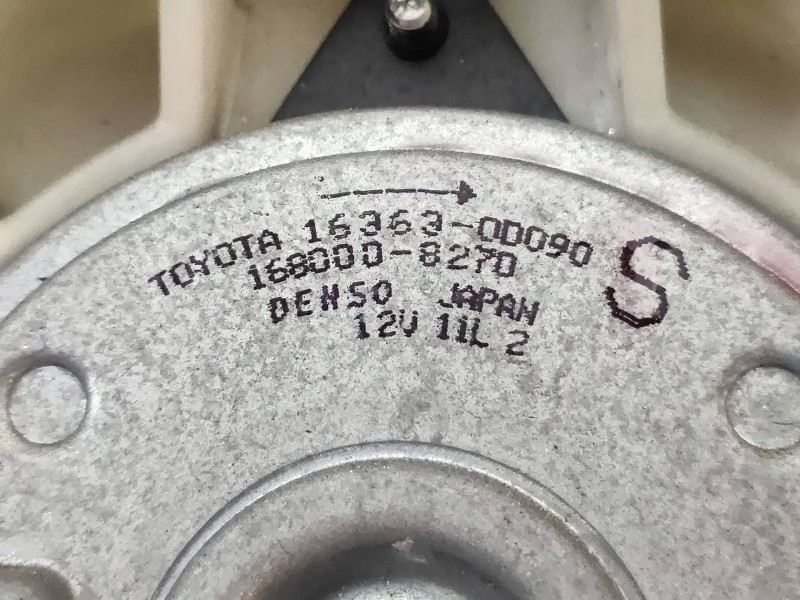 TOYOTA 16363-0D090
168000-8270
DENSO JAPAN
12V 11L 2
S